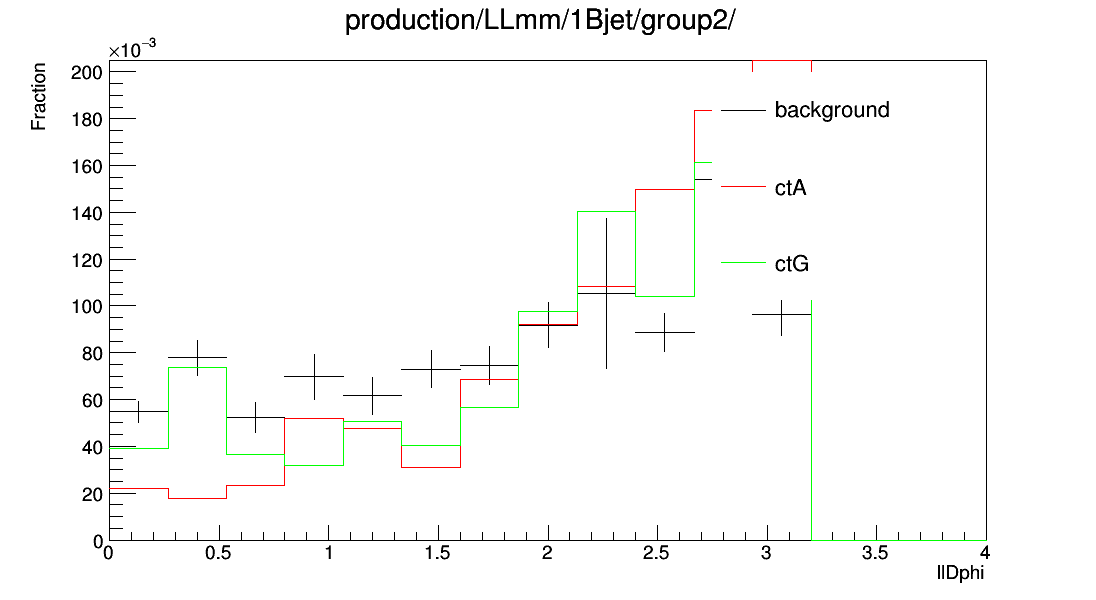 production/LLmm/1Bjet/group2/
×10⁻³
Fraction
200
180
160
140
120
100
80
60
40
20
0
background
ctA
ctG
0 0.5 1 1.5 2 2.5 3 3.5 4
llDphi